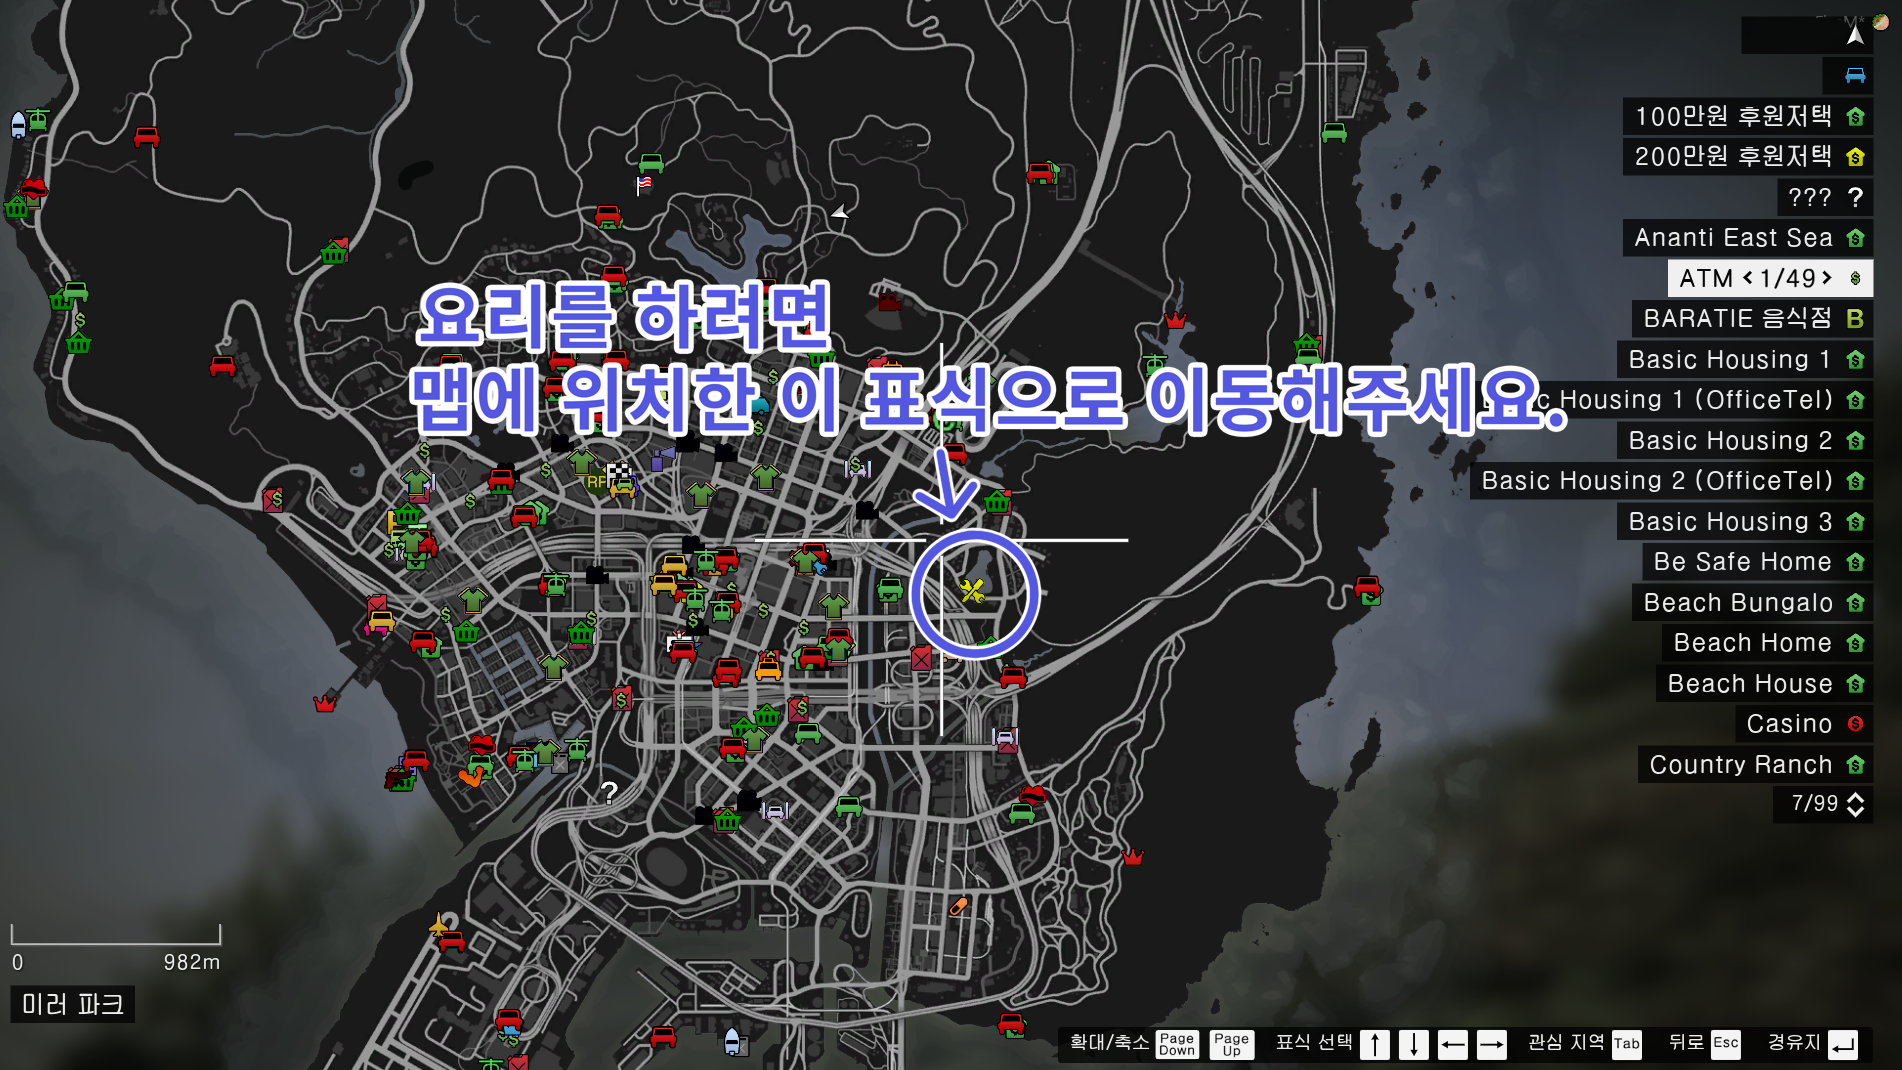 100만원 후원저택
200만원 후원저택
??? ?
Ananti East Sea
ATM <1/49>
요리를 하려면
BARATIE 음식점 B
Basic Housing 1
맵에 위치한 이 표식으로 이동해주세요.
Housing 1 (OfficeTel)
Basic Housing 2
RP
Basic Housing 2 (OfficeTel)
Basic Housing 3
Be Safe Home
Beach Bungalo
Beach Home
Beach House
Casino
Country Ranch
7/99
?
0 982m
미러 파크
확대/축소 Page Down Page Up 표식 선택 ↑ ↓ ← → 관심 지역 Tab 뒤로 Esc 경유지